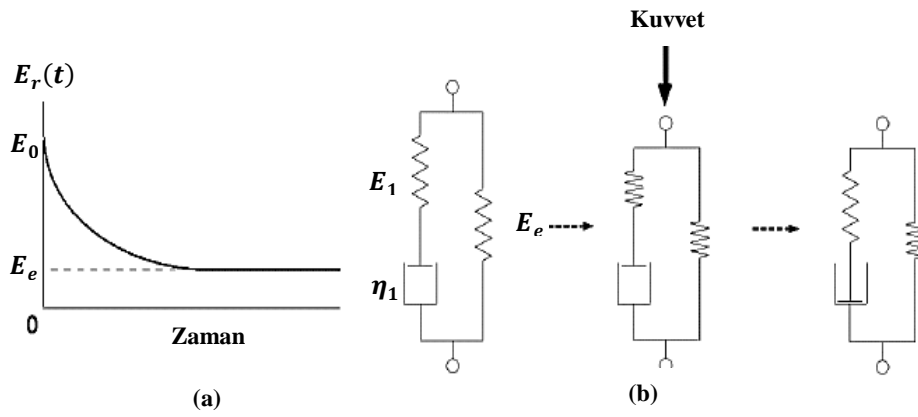 Kuvvet
E_r(t)
E_0
E_e
0
Zaman
(a)
E_1
η_1
E_e
(b)